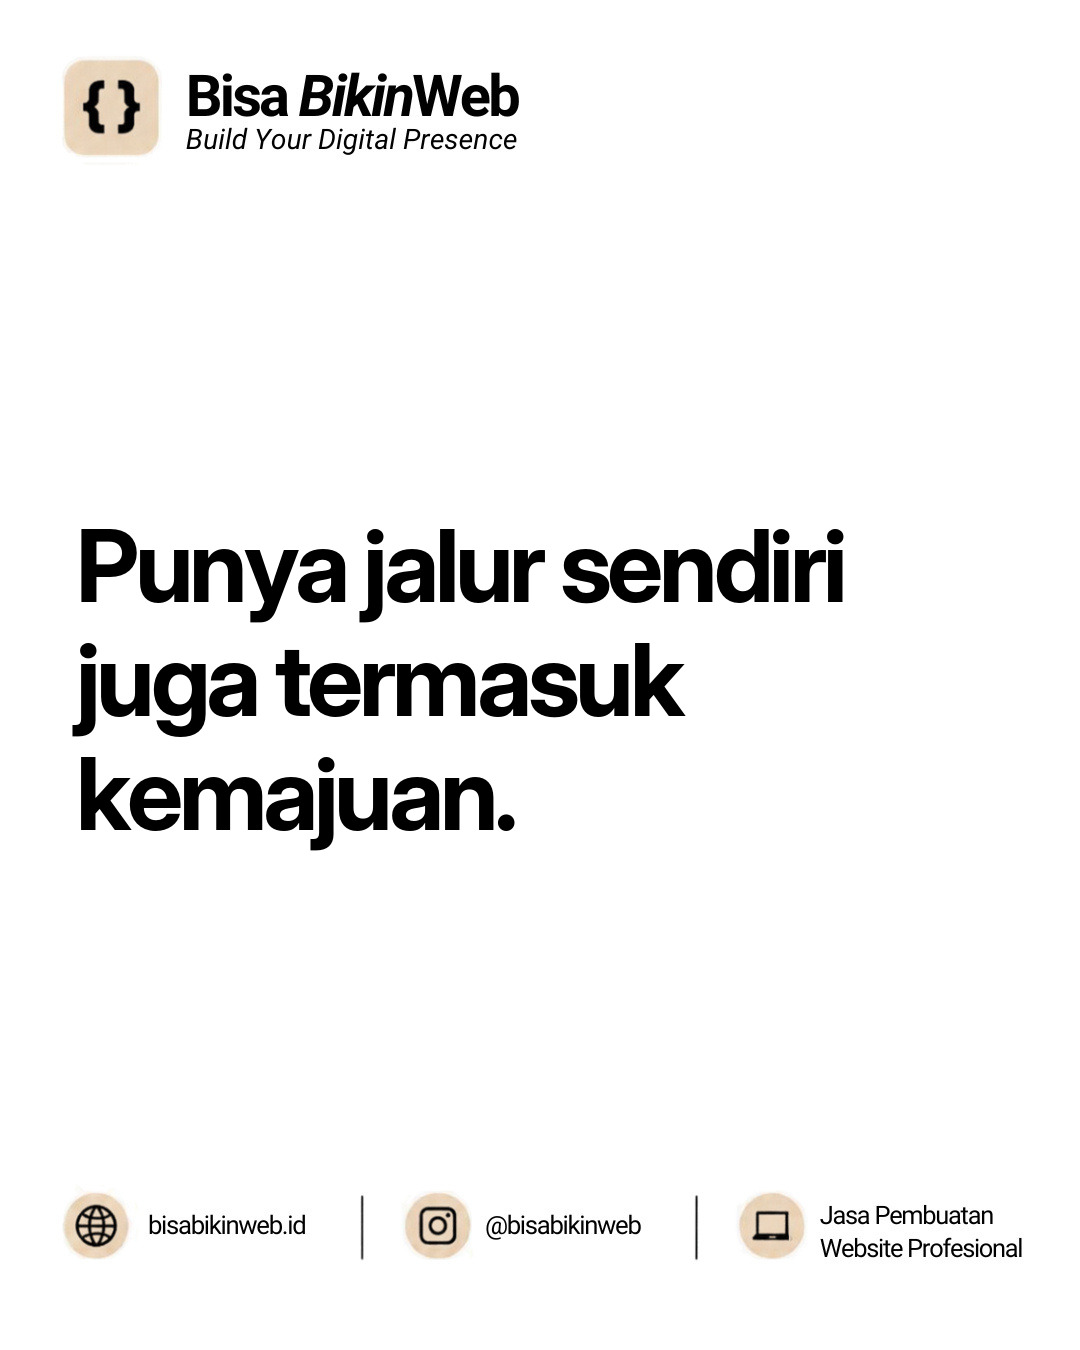 { }
Bisa BikinWeb
Build Your Digital Presence
Punya jalur sendiri
juga termasuk
kemajuan.
bisabikinweb.id
@bisabikinweb
Jasa Pembuatan
Website Profesional